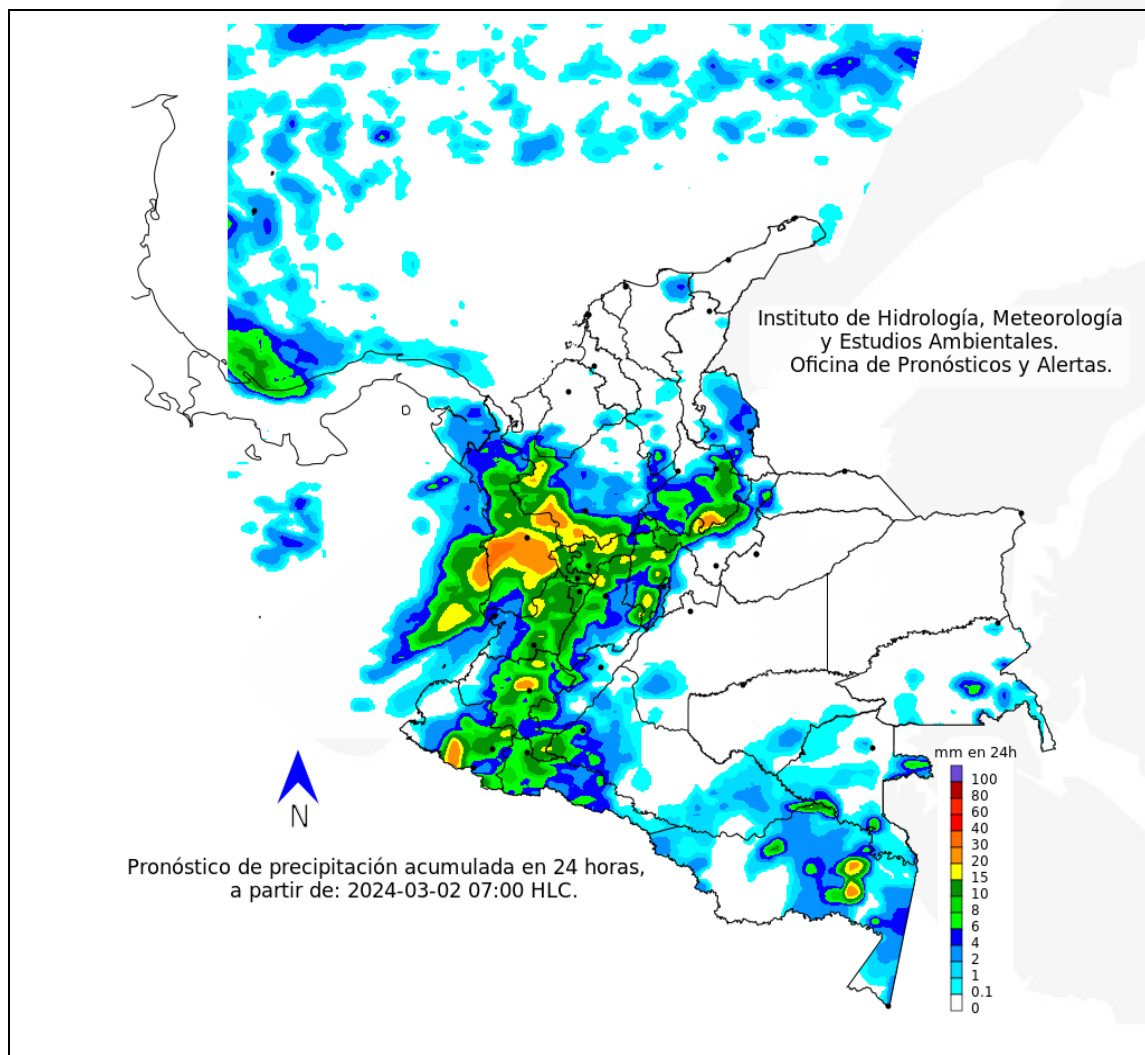 Instituto de Hidrología, Meteorología
y Estudios Ambientales.
Oficina de Pronósticos y Alertas.
mm en 24h
100
80
60
40
30
20
15
10
8
6
4
2
1
0.1
0
N
Pronóstico de precipitación acumulada en 24 horas,
a partir de: 2024-03-02 07:00 HLC.